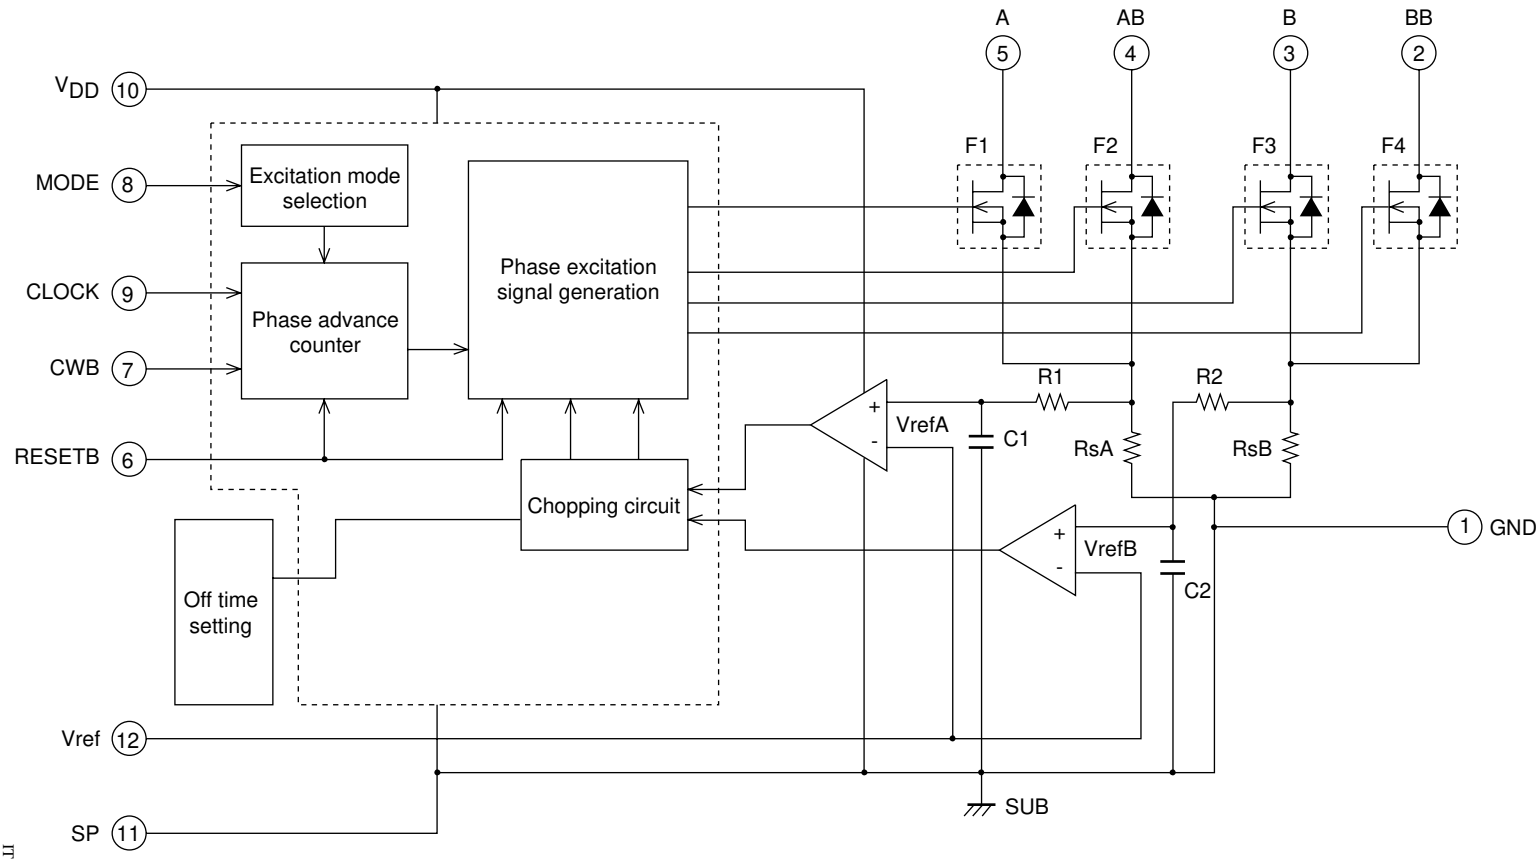 A
AB
B
BB
5
4
3
2
VDD
10
F1
F2
F3
F4
MODE
8
Excitation mode
selection
Phase excitation
signal generation
CLOCK
9
Phase advance
counter
CWB
7
R1
R2
+
-
VrefA
C1
RsA
RsB
RESETB
6
Chopping circuit
+
-
VrefB
C2
1
GND
Off time
setting
Vref
12
SUB
SP
11
IT